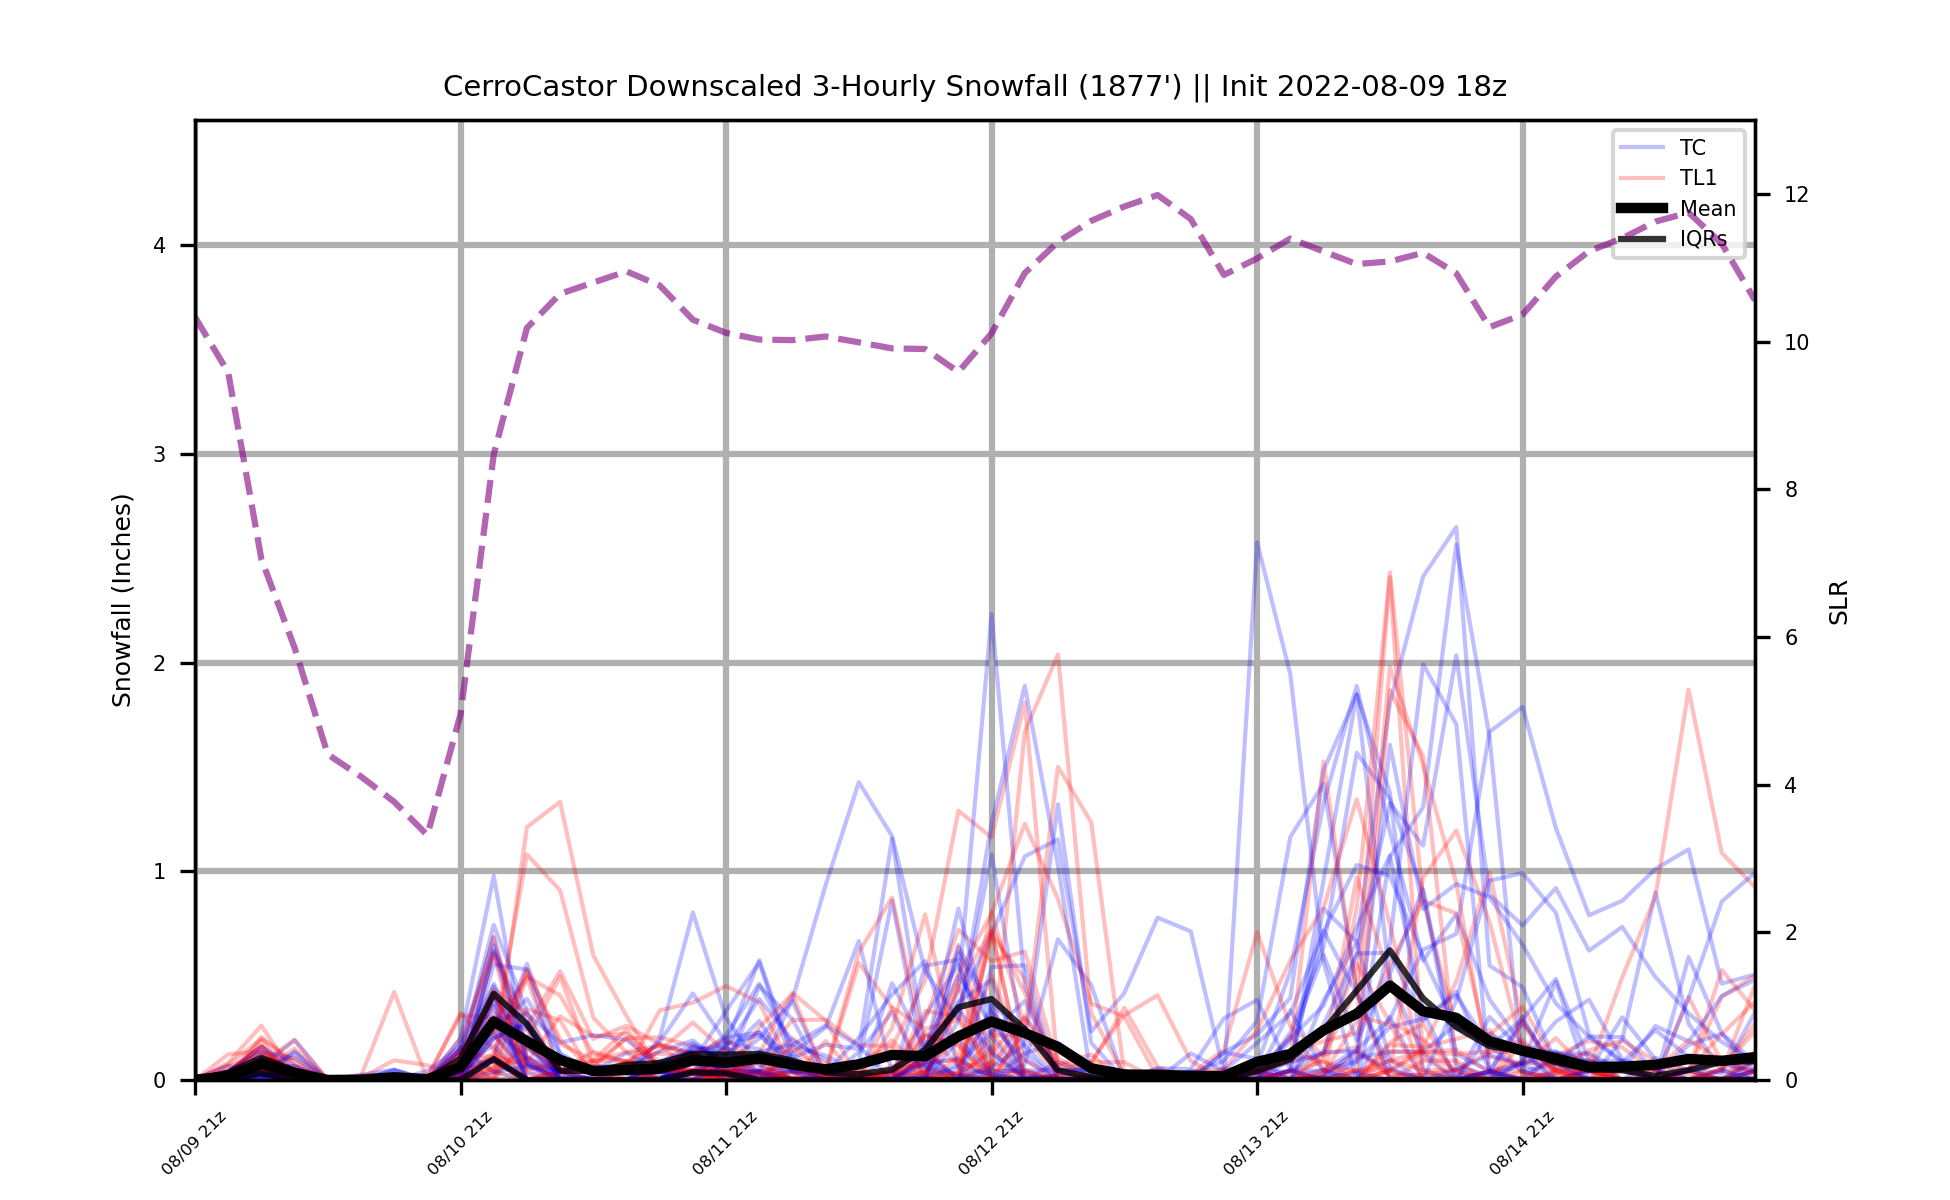 CerroCastor Downscaled 3-Hourly Snowfall (1877') || Init 2022-08-09 18z
TC
TL1
Mean
IQRs
4
3
2
1
0
Snowfall (Inches)
12
10
8
6
4
2
0
SLR
08/09 21z
08/10 21z
08/11 21z
08/12 21z
08/13 21z
08/14 21z